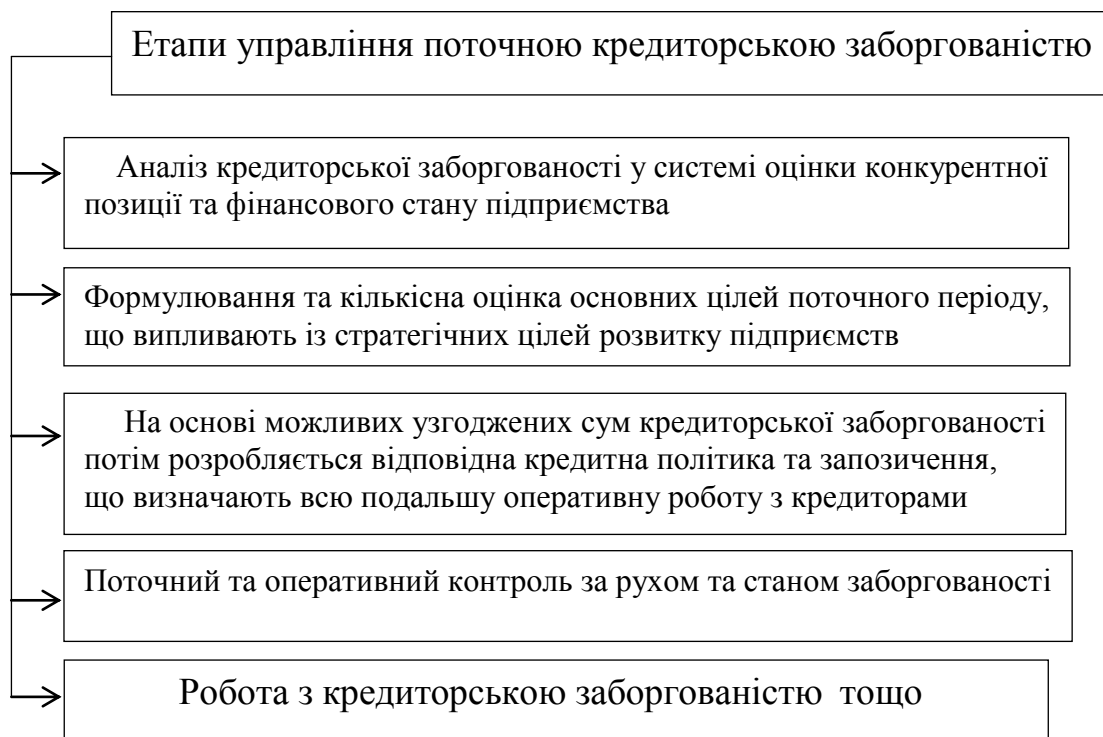 Етапи управління поточною кредиторською заборгованістю
Аналіз кредиторської заборгованості у системі оцінки конкурентної
позиції та фінансового стану підприємства
Формулювання та кількісна оцінка основних цілей поточного періоду,
що випливають із стратегічних цілей розвитку підприємств
На основі можливих узгоджених сум кредиторської заборгованості
потім розробляється відповідна кредитна політика та запозичення,
що визначають всю подальшу оперативну роботу з кредиторами
Поточний та оперативний контроль за рухом та станом заборгованості
Робота з кредиторською заборгованістю тощо